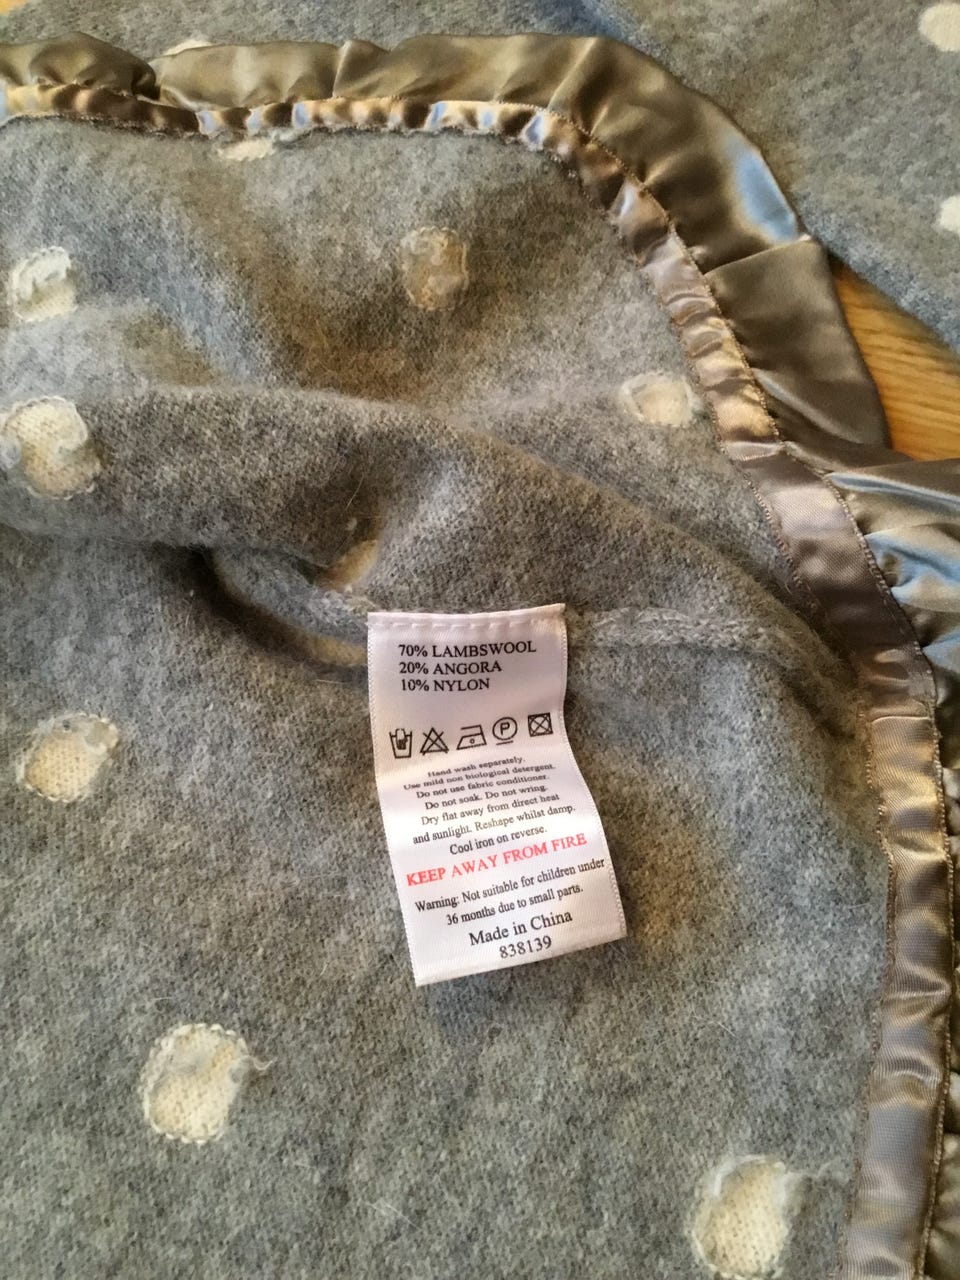 70% LAMBSWOOL
20% ANGORA
10% NYLON
P
Hand wash separately.
Use mild non biological detergent.
Do not use fabric conditioner.
Do not soak. Do not wring.
Dry flat away from direct heat
and sunlight. Reshape whilst damp.
Cool iron on reverse.
KEEP AWAY FROM FIRE
Warning: Not suitable for children under
36 months due to small parts.
Made in China
838139